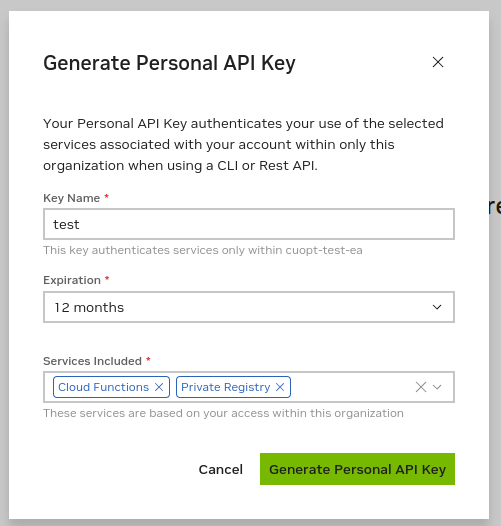 Generate Personal API Key
Your Personal API Key authenticates your use of the selected
services associated with your account within only this
organization when using a CLI or Rest API.
Key Name *
test
This key authenticates services only within cuopt-test-ea
Expiration *
12 months
Services Included *
Cloud Functions Private Registry
These services are based on your access within this organization
Cancel Generate Personal API Key